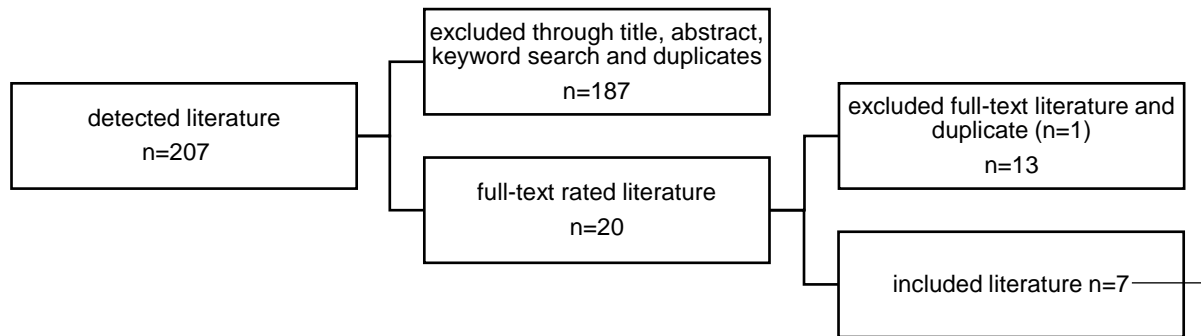 detected literature
n=207
excluded through title, abstract,
keyword search and duplicates
n=187
full-text rated literature
n=20
excluded full-text literature and
duplicate (n=1)
n=13
included literature n=7